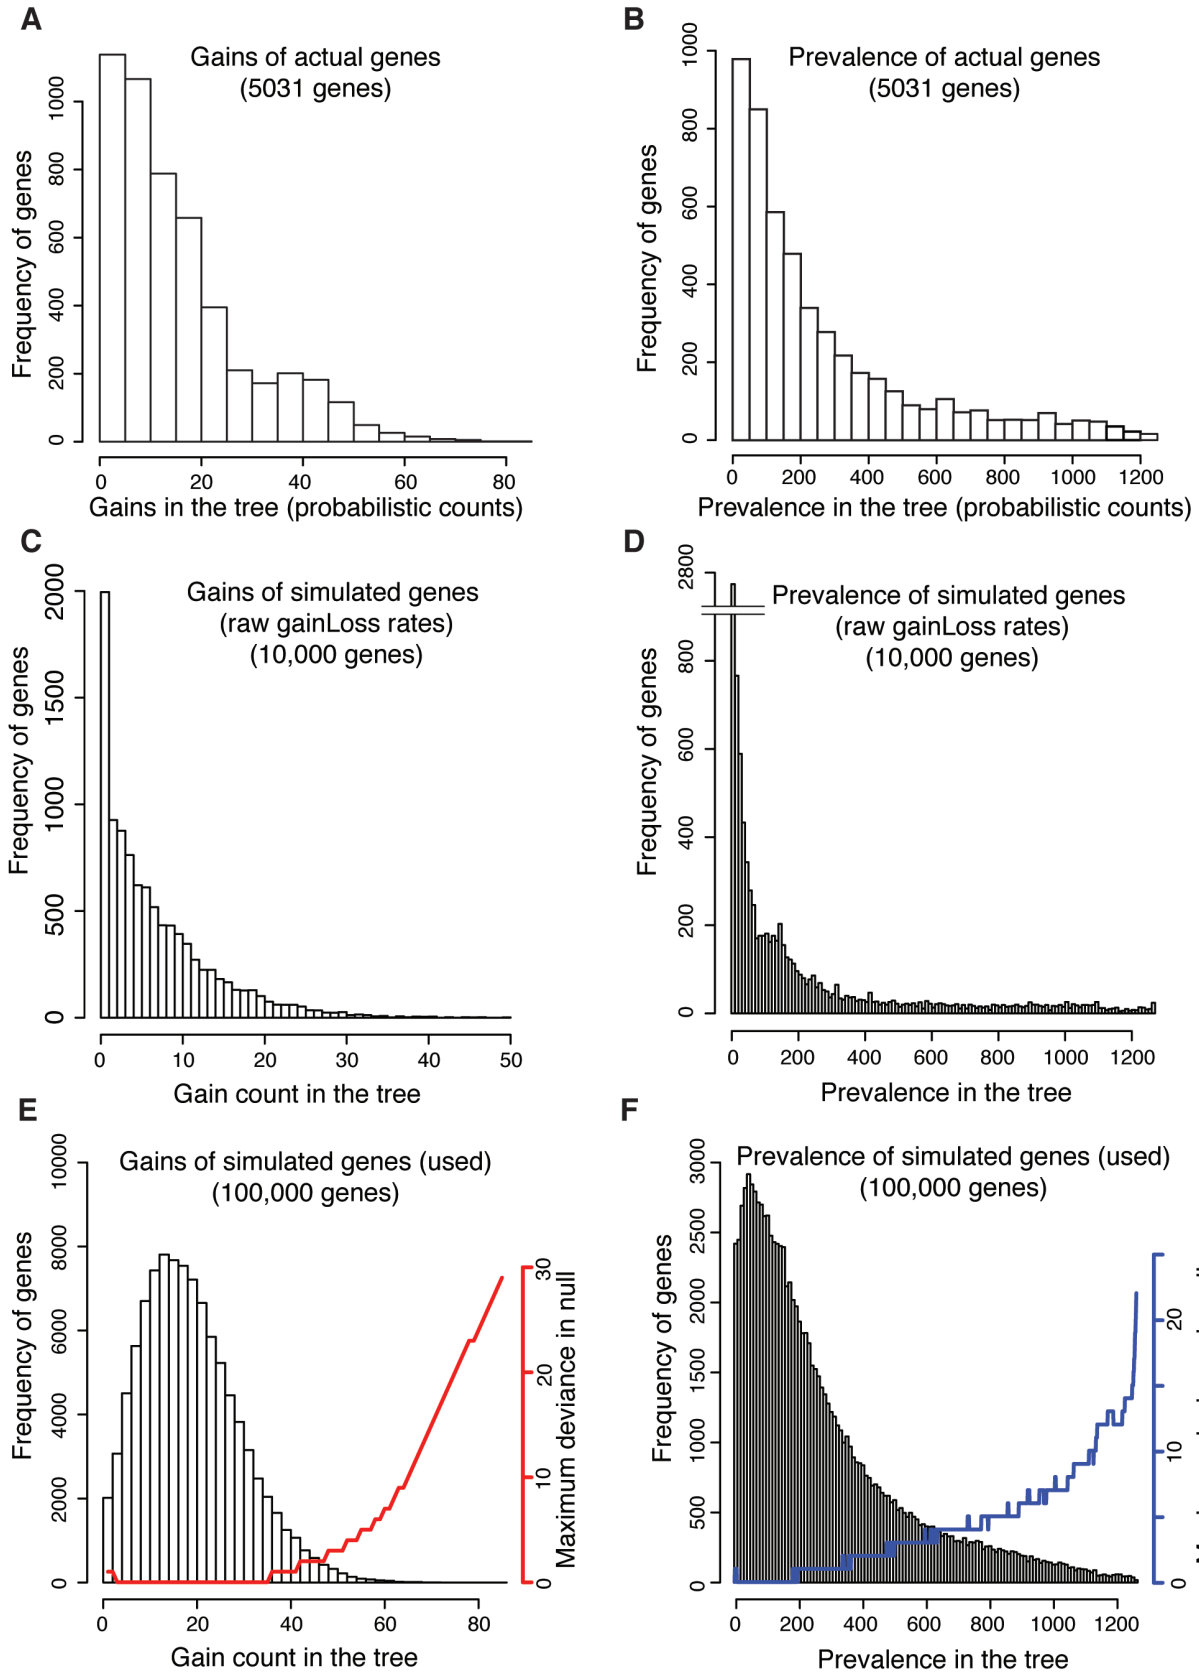 A
Gains of actual genes
(5031 genes)
Frequency of genes
0 200 400 600 800 1000
0 20 40 60 80
Gains in the tree (probabilistic counts)
B
Prevalence of actual genes
(5031 genes)
Frequency of genes
0 200 400 600 800 1000
0 200 400 600 800 1000 1200
Prevalence in the tree (probabilistic counts)
C
Gains of simulated genes
(raw gainLoss rates)
(10,000 genes)
Frequency of genes
0 500 1000 1500 2000
0 10 20 30 40 50
Gain count in the tree
D
Prevalence of simulated genes
(raw gainLoss rates)
(10,000 genes)
Frequency of genes
0 200 400 600 800 2800
0 200 400 600 800 1000 1200
Prevalence in the tree
E
Gains of simulated genes (used)
(100,000 genes)
Frequency of genes
0 2000 4000 6000 8000 10000
0 20 40 60 80
Gain count in the tree
0 10 20 30
Maximum deviance in null
F
Prevalence of simulated genes (used)
(100,000 genes)
Frequency of genes
0 500 1000 1500 2000 2500 3000
0 200 400 600 800 1000 1200
Prevalence in the tree
0 10 20